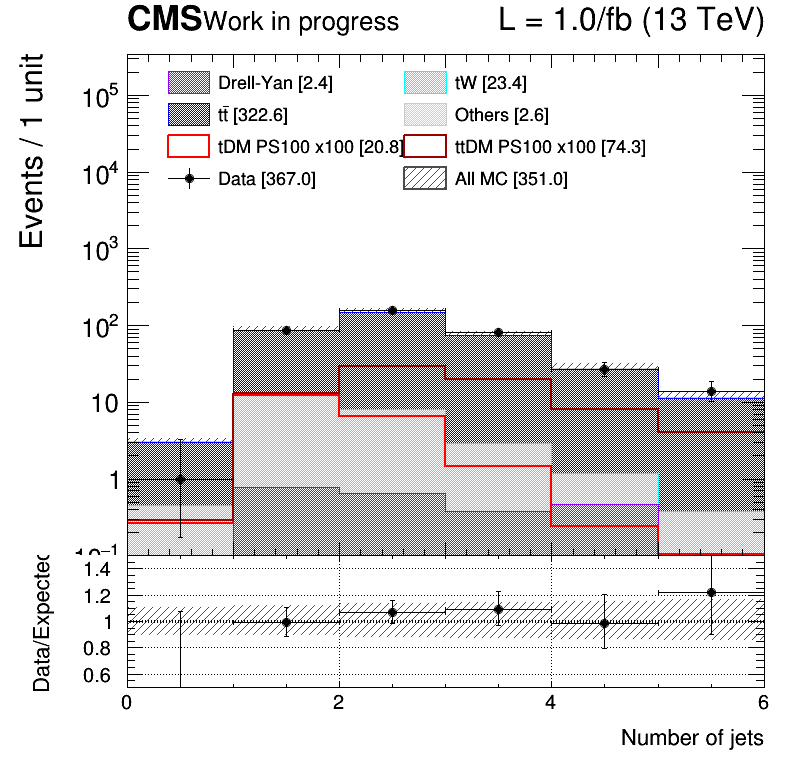 CMS Work in progress L = 1.0/fb (13 TeV)
Events / 1 unit
Drell-Yan [2.4] tW [23.4]
tt̄ [322.6] Others [2.6]
tDM PS100 x100 [20.8] ttDM PS100 x100 [74.3]
Data [367.0] All MC [351.0]
10⁵
10⁴
10³
10²
10
1
10⁻¹
Data/Expected
1.4
1.2
1
0.8
0.6
0 2 4 6
Number of jets